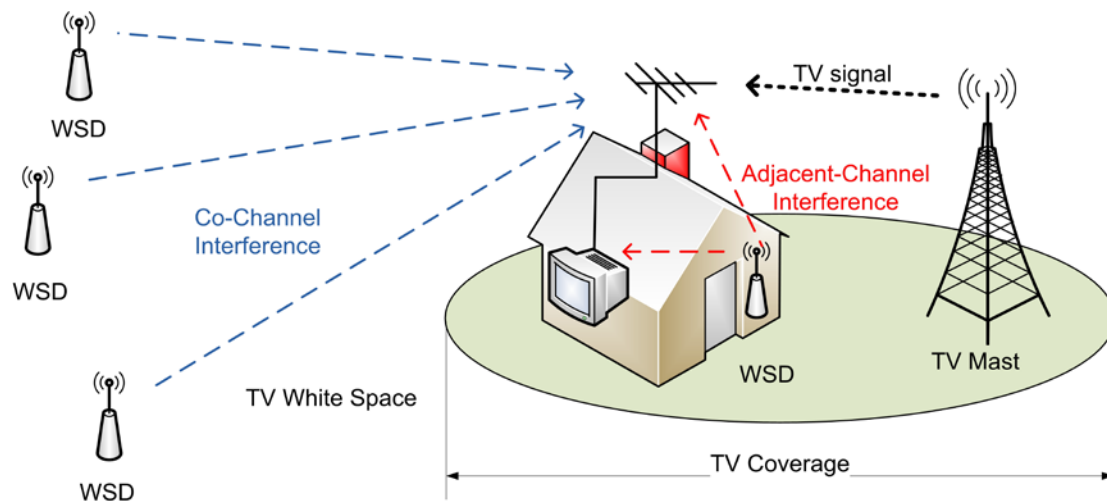 WSD
TV signal
WSD
Adjacent-Channel
Interference
Co-Channel
Interference
WSD
TV Mast
WSD
TV White Space
TV Coverage
WSD